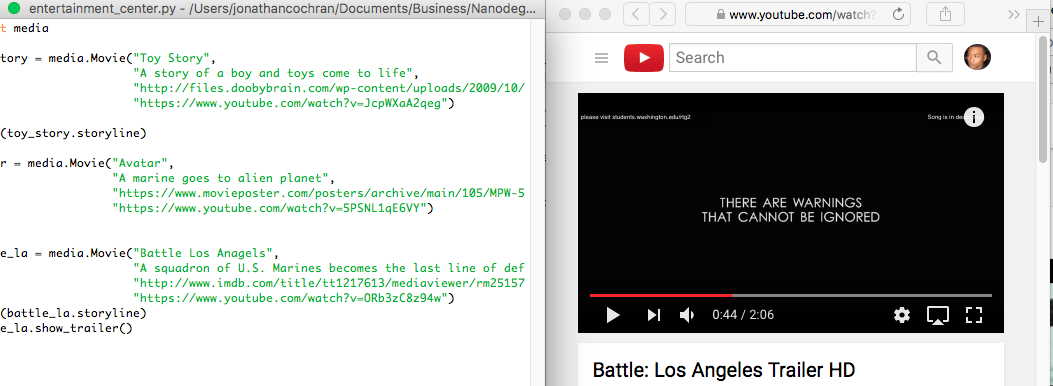 entertainment_center.py - /Users/jonathancochran/Documents/Business/Nanodeg...
t media
tory = media.Movie("Toy Story",
"A story of a boy and toys come to life",
"http://files.doobybrain.com/wp-content/uploads/2009/10/
"https://www.youtube.com/watch?v=JcpWXaA2qeg")
(toy_story.storyline)
r = media.Movie("Avatar",
"A marine goes to alien planet",
"https://www.movieposter.com/posters/archive/main/105/MPW-5
"https://www.youtube.com/watch?v=5PSNL1qE6VY")
e_la = media.Movie("Battle Los Anagels",
"A squadron of U.S. Marines becomes the last line of def
"http://www.imdb.com/title/tt1217613/mediaviewer/rm25157
"https://www.youtube.com/watch?v=ORb3zC8z94w")
(battle_la.storyline)
e_la.show_trailer()
www.youtube.com/watch?
Search
please visit students.washington.edu/rtg2
Song is in des
THERE ARE WARNINGS
THAT CANNOT BE IGNORED
0:44 / 2:06
Battle: Los Angeles Trailer HD